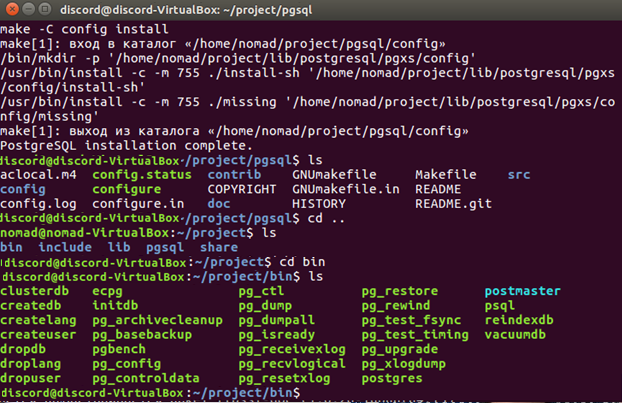 discord@discord-VirtualBox: ~/project/pgsql
make -C config install
make[1]: вход в каталог «/home/nomad/project/pgsql/config»
/bin/mkdir -p '/home/nomad/project/lib/postgresql/pgxs/config'
/usr/bin/install -c -m 755 ./install-sh '/home/nomad/project/lib/postgresql/pgxs
/config/install-sh'
/usr/bin/install -c -m 755 ./missing '/home/nomad/project/lib/postgresql/pgxs/co
nfig/missing'
make[1]: выход из каталога «/home/nomad/project/pgsql/config»
PostgreSQL installation complete.
discord@discord-VirtualBox:~/project/pgsql$ ls
aclocal.m4 config.status contrib GNUmakefile Makefile src
config configure COPYRIGHT GNUmakefile.in README
config.log configure.in doc HISTORY README.git
discord@discord-VirtualBox:~/project/pgsql$ cd ..
nomad@nomad-VirtualBox:~/project$ ls
bin include lib pgsql share
discord@discord-VirtualBox:~/project$ cd bin
discord@discord-VirtualBox:~/project/bin$ ls
clusterdb ecpg pg_ctl pg_restore postmaster
createdb initdb pg_dump pg_rewind psql
createlang pg_archivecleanup pg_dumpall pg_test_fsync reindexdb
createuser pg_basebackup pg_isready pg_test_timing vacuumdb
dropdb pgbench pg_receivexlog pg_upgrade
droplang pg_config pg_recvlogical pg_xlogdump
dropuser pg_controldata pg_resetxlog postgres
discord@discord-VirtualBox:~/project/bin$